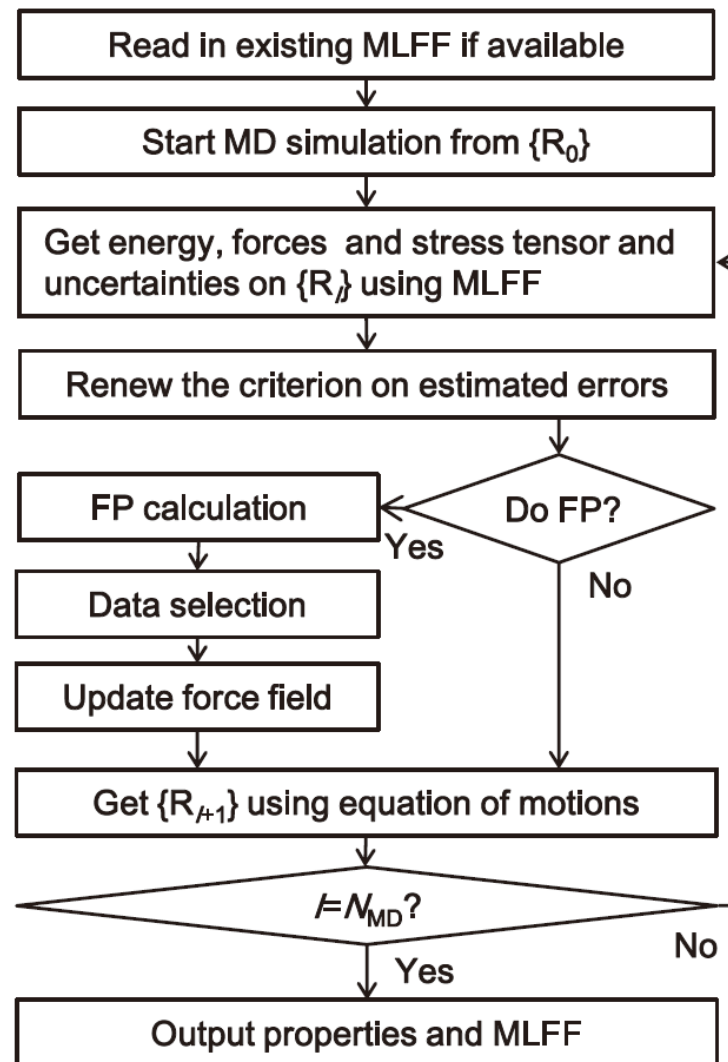 Read in existing MLFF if available
Start MD simulation from {R₀}
Get energy, forces and stress tensor and
uncertainties on {Rᵢ} using MLFF
Renew the criterion on estimated errors
Do FP?
Yes
No
FP calculation
Data selection
Update force field
Get {Rᵢ₊₁} using equation of motions
I=N_MD?
No
Yes
Output properties and MLFF